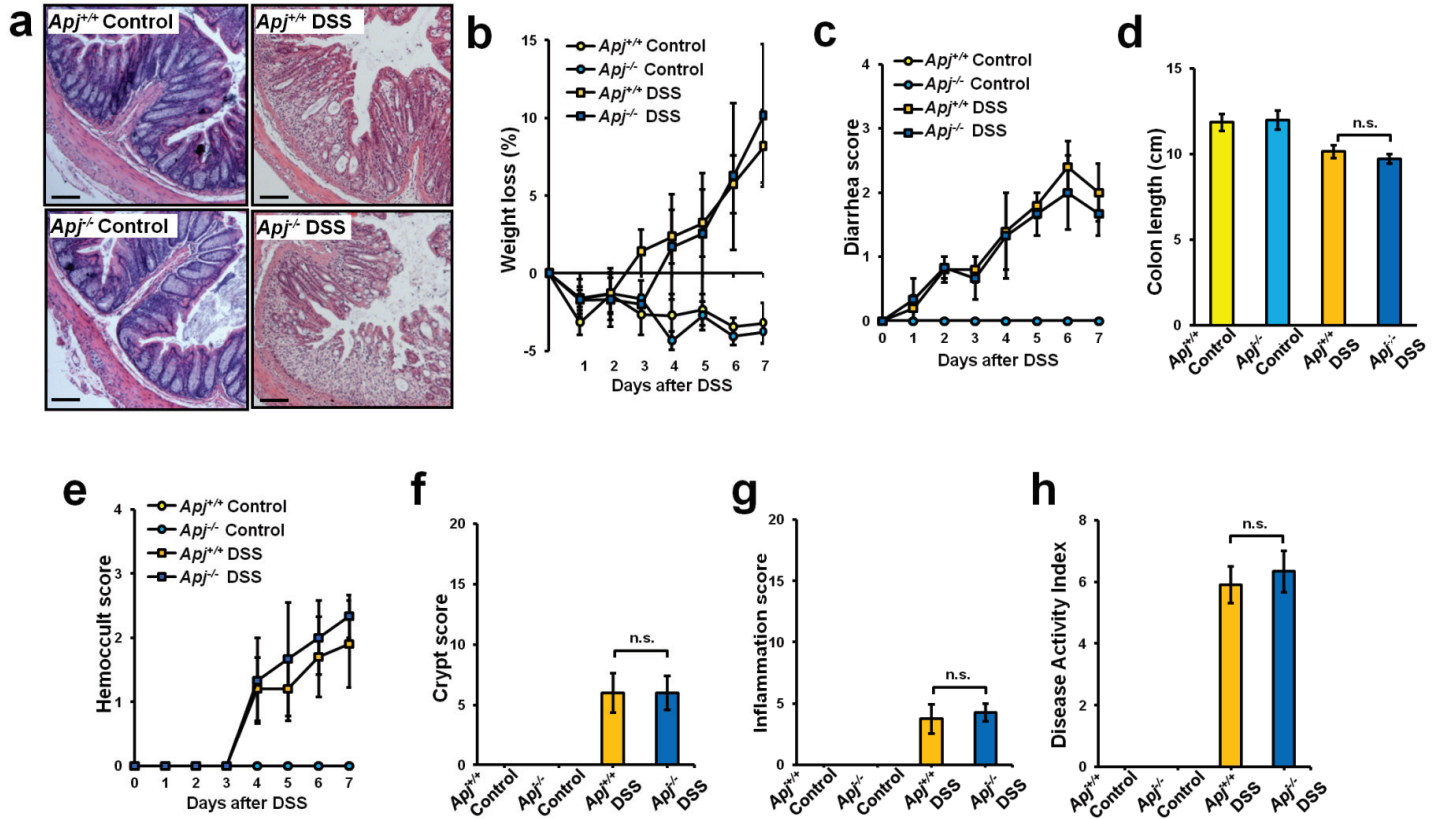 a
Apj+/+ Control
Apj+/+ DSS
Apj-/- Control
Apj-/- DSS
b
Apj+/+ Control
Apj-/- Control
Apj+/+ DSS
Apj-/- DSS
Weight loss (%)
15
10
5
0
-5
1 2 3 4 5 6 7
Days after DSS
c
Apj+/+ Control
Apj-/- Control
Apj+/+ DSS
Apj-/- DSS
Diarrhea score
4
3
2
1
0
0 1 2 3 4 5 6 7
Days after DSS
d
Colon length (cm)
15
10
15
0
n.s.
Apj+/+ Control
Apj-/- Control
Apj+/+ DSS
Apj-/- DSS
e
Apj+/+ Control
Apj-/- Control
Apj+/+ DSS
Apj-/- DSS
Hemoccult score
4
3
2
1
0
0 1 2 3 4 5 6 7
Days after DSS
f
Crypt score
20
15
10
5
0
n.s.
Apj+/+ Control
Apj-/- Control
Apj+/+ DSS
Apj-/- DSS
g
Inflammation score
20
15
10
5
0
n.s.
Apj+/+ Control
Apj-/- Control
Apj+/+ DSS
Apj-/- DSS
h
Disease Activity Index
8
6
4
2
0
n.s.
Apj+/+ Control
Apj-/- Control
Apj+/+ DSS
Apj-/- DSS